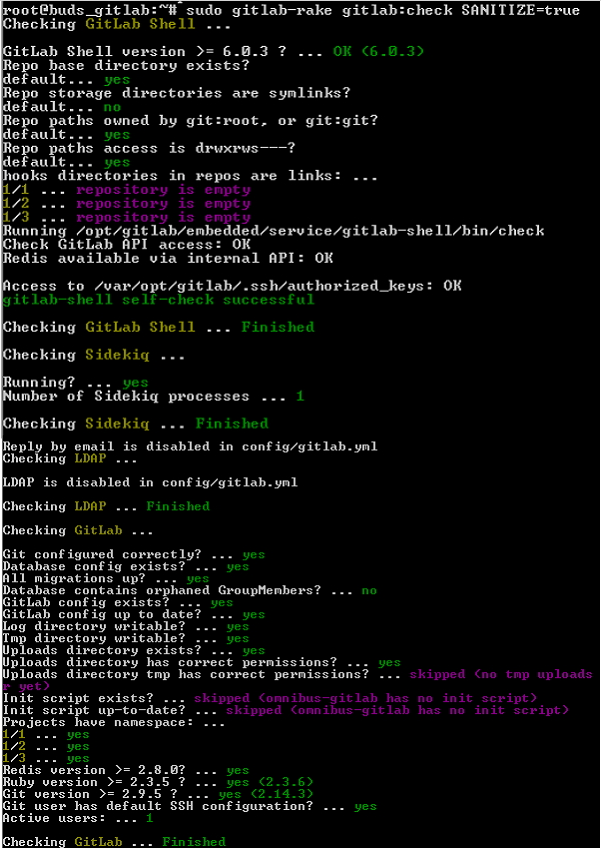 root@buds_gitlab:~# sudo gitlab-rake gitlab:check SANITIZE=true
Checking GitLab Shell ...
GitLab Shell version >= 6.0.3 ? ... OK (6.0.3)
Repo base directory exists?
default... yes
Repo storage directories are symlinks?
default... no
Repo paths owned by git:root, or git:git?
default... yes
Repo paths access is drwxrws---?
default... yes
hooks directories in repos are links: ...
1/1 ... repository is empty
1/2 ... repository is empty
1/3 ... repository is empty
Running /opt/gitlab/embedded/service/gitlab-shell/bin/check
Check GitLab API access: OK
Redis available via internal API: OK
Access to /var/opt/gitlab/.ssh/authorized_keys: OK
gitlab-shell self-check successful
Checking GitLab Shell ... Finished
Checking Sidekiq ...
Running? ... yes
Number of Sidekiq processes ... 1
Checking Sidekiq ... Finished
Reply by email is disabled in config/gitlab.yml
Checking LDAP ...
LDAP is disabled in config/gitlab.yml
Checking LDAP ... Finished
Checking GitLab ...
Git configured correctly? ... yes
Database config exists? ... yes
All migrations up? ... yes
Database contains orphaned GroupMembers? ... no
GitLab config exists? ... yes
GitLab config up to date? ... yes
Log directory writable? ... yes
Tmp directory writable? ... yes
Uploads directory exists? ... yes
Uploads directory has correct permissions? ... yes
Uploads directory tmp has correct permissions? ... skipped (no tmp uploads
r yet)
Init script exists? ... skipped (omnibus-gitlab has no init script)
Init script up-to-date? ... skipped (omnibus-gitlab has no init script)
Projects have namespace: ...
1/1 ... yes
1/2 ... yes
1/3 ... yes
Redis version >= 2.8.0? ... yes
Ruby version >= 2.3.5 ? ... yes (2.3.6)
Git version >= 2.9.5 ? ... yes (2.14.3)
Git user has default SSH configuration? ... yes
Active users: ... 1
Checking GitLab ... Finished